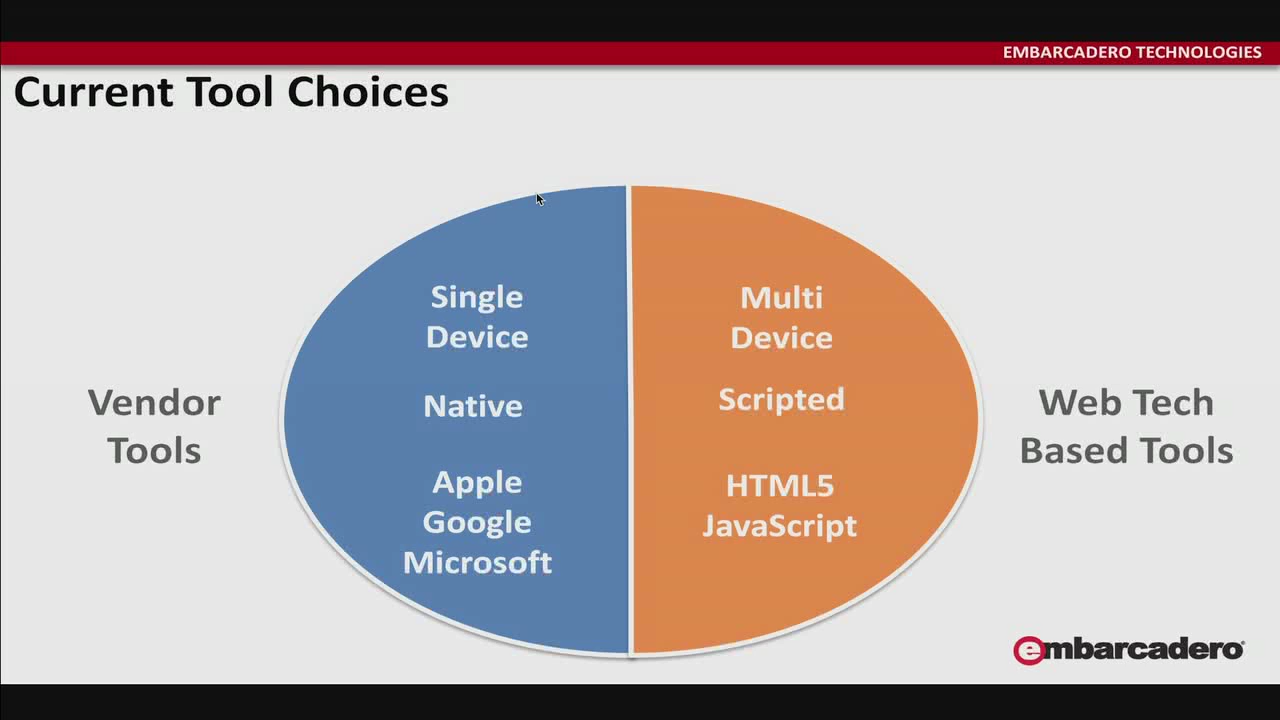 EMBARCADERO TECHNOLOGIES
Current Tool Choices
Vendor
Tools
Single
Device
Native
Apple
Google
Microsoft
Multi
Device
Scripted
HTML5
JavaScript
Web Tech
Based Tools
embarcadero